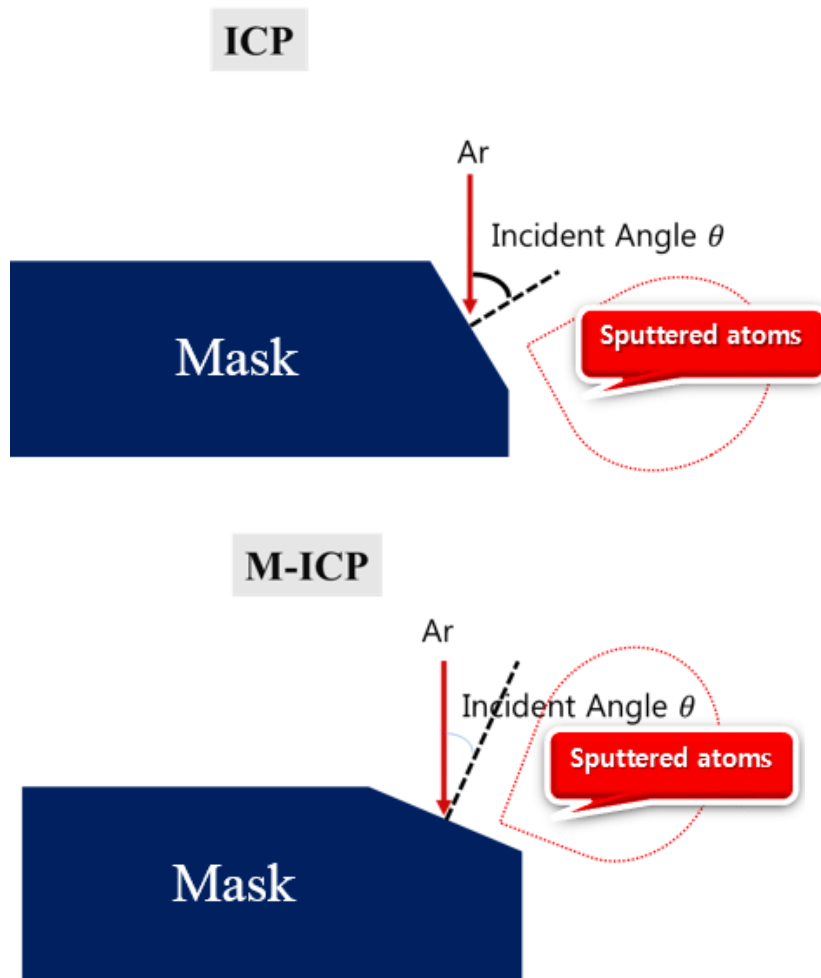 ICP
Ar
Incident Angle θ
Sputtered atoms
Mask
M-ICP
Ar
Incident Angle θ
Sputtered atoms
Mask